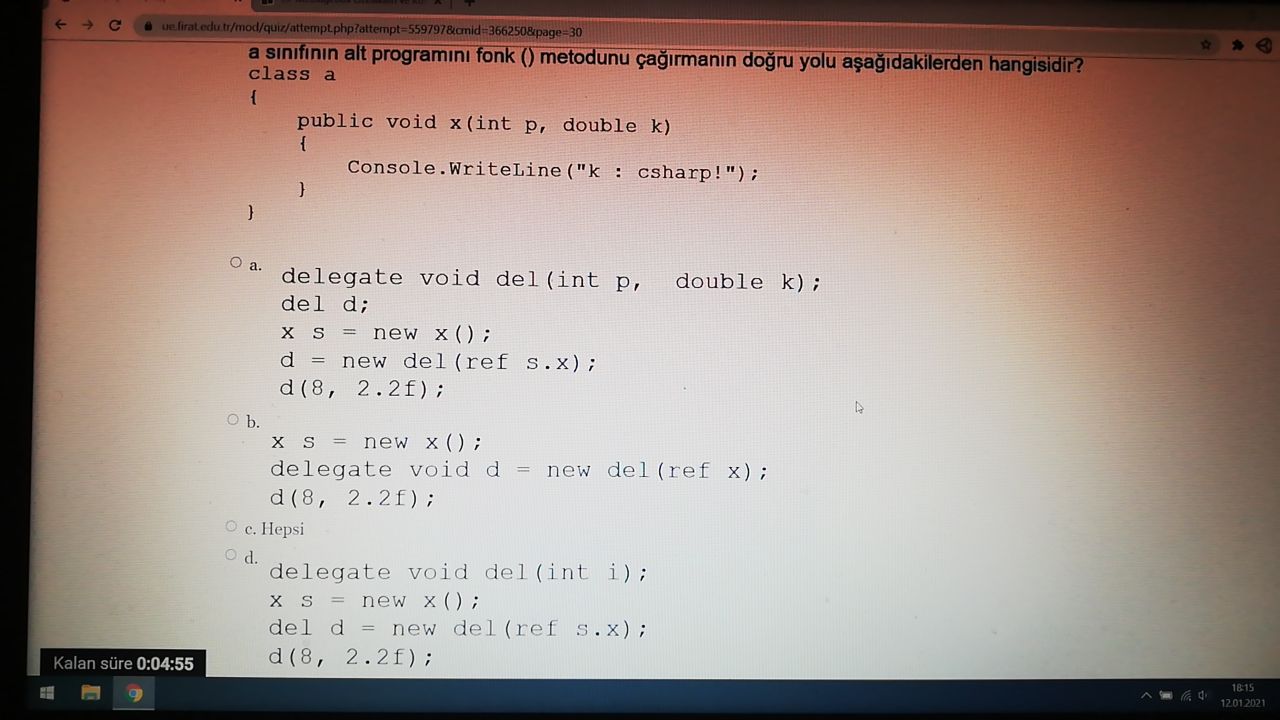 ue.firat.edu.tr/mod/quiz/attempt.php?attempt=559797&cmid=366250&page=30
a sınıfının alt programını fonk () metodunu çağırmanın doğru yolu aşağıdakilerden hangisidir?
class a
{
public void x(int p, double k)
{
Console.WriteLine("k : csharp!");
}
}
a.
delegate void del(int p, double k);
del d;
x s = new x();
d = new del(ref s.x);
d(8, 2.2f);
b.
x s = new x();
delegate void d = new del(ref x);
d(8, 2.2f);
c. Hepsi
d.
delegate void del(int i);
x s = new x();
del d = new del(ref s.x);
d(8, 2.2f);
Kalan süre 0:04:55
18:15
12.01.2021